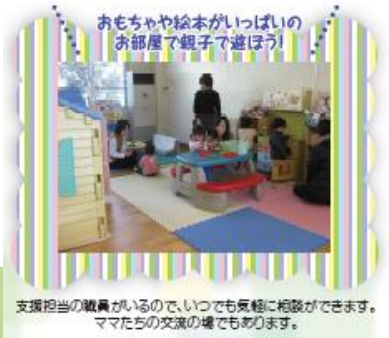 おもちゃや絵本がいっぱいの
お部屋で親子で遊ぼう!
支援担当の職員がいるので、いつでも気軽に相談ができます。
ママたちの交流の場でもあります。